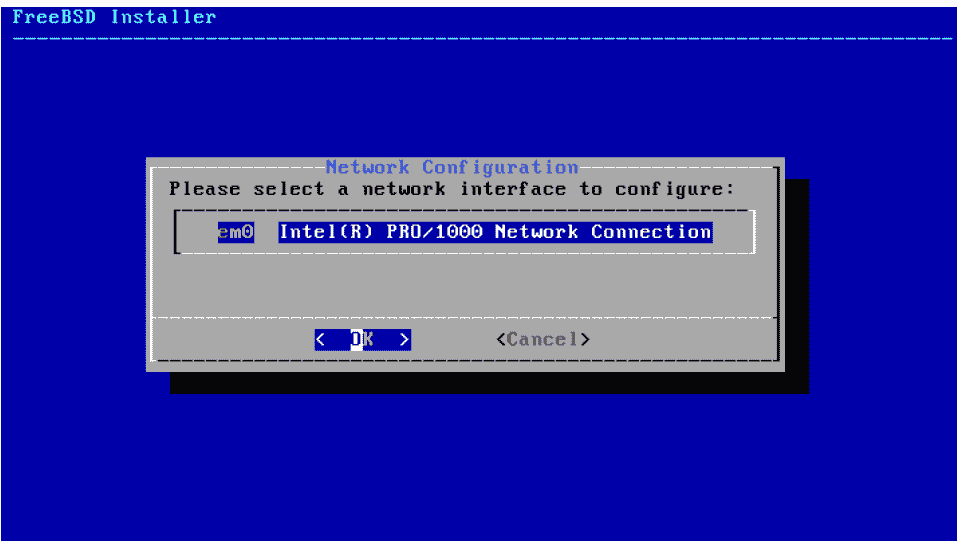 FreeBSD Installer
Network Configuration
Please select a network interface to configure:
em0 Intel(R) PRO/1000 Network Connection
< OK > <Cancel>